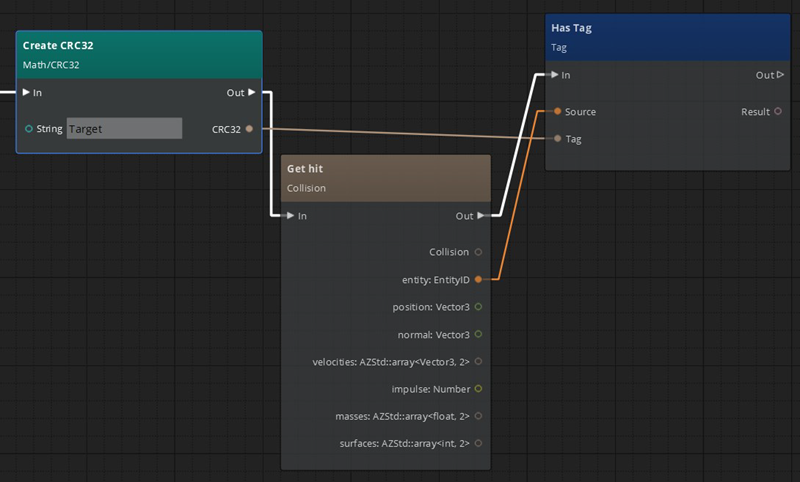 Create CRC32
Math/CRC32
In Out
String Target CRC32
Get hit
Collision
In Out
Collision
entity: EntityID
position: Vector3
normal: Vector3
velocities: AZStd::array<Vector3, 2>
impulse: Number
masses: AZStd::array<float, 2>
surfaces: AZStd::array<int, 2>
Has Tag
Tag
In Out
Source Result
Tag